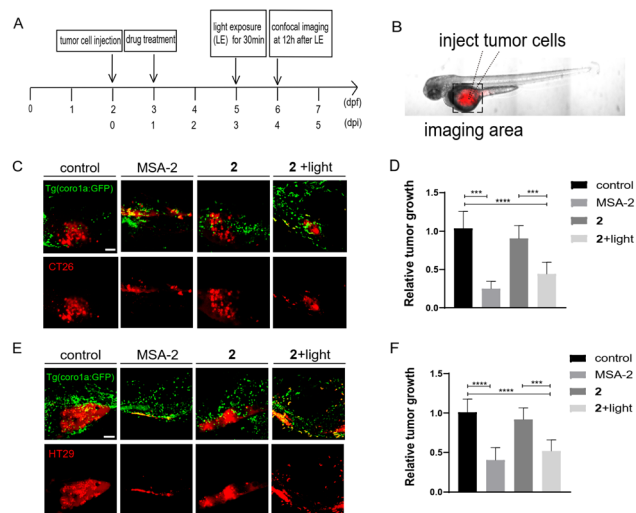 A
tumor cell injection
drug treatment
light exposure
(LE) for 30min
confocal imaging
at 12h after LE
0 1 2 3 4 5 6 7 (dpf)
0 1 2 3 4 5 (dpi)
B
inject tumor cells
imaging area
C
control MSA-2 2 2 +light
Tg(coro1a:GFP)
CT26
D
Relative tumor growth
1.5
1.0
0.5
0.0
***
***
****
control
MSA-2
2
2+light
E
control MSA-2 2 2+light
Tg(coro1a:GFP)
HT29
F
Relative tumor growth
1.5
1.0
0.5
0.0
****
***
****
control
MSA-2
2
2+light